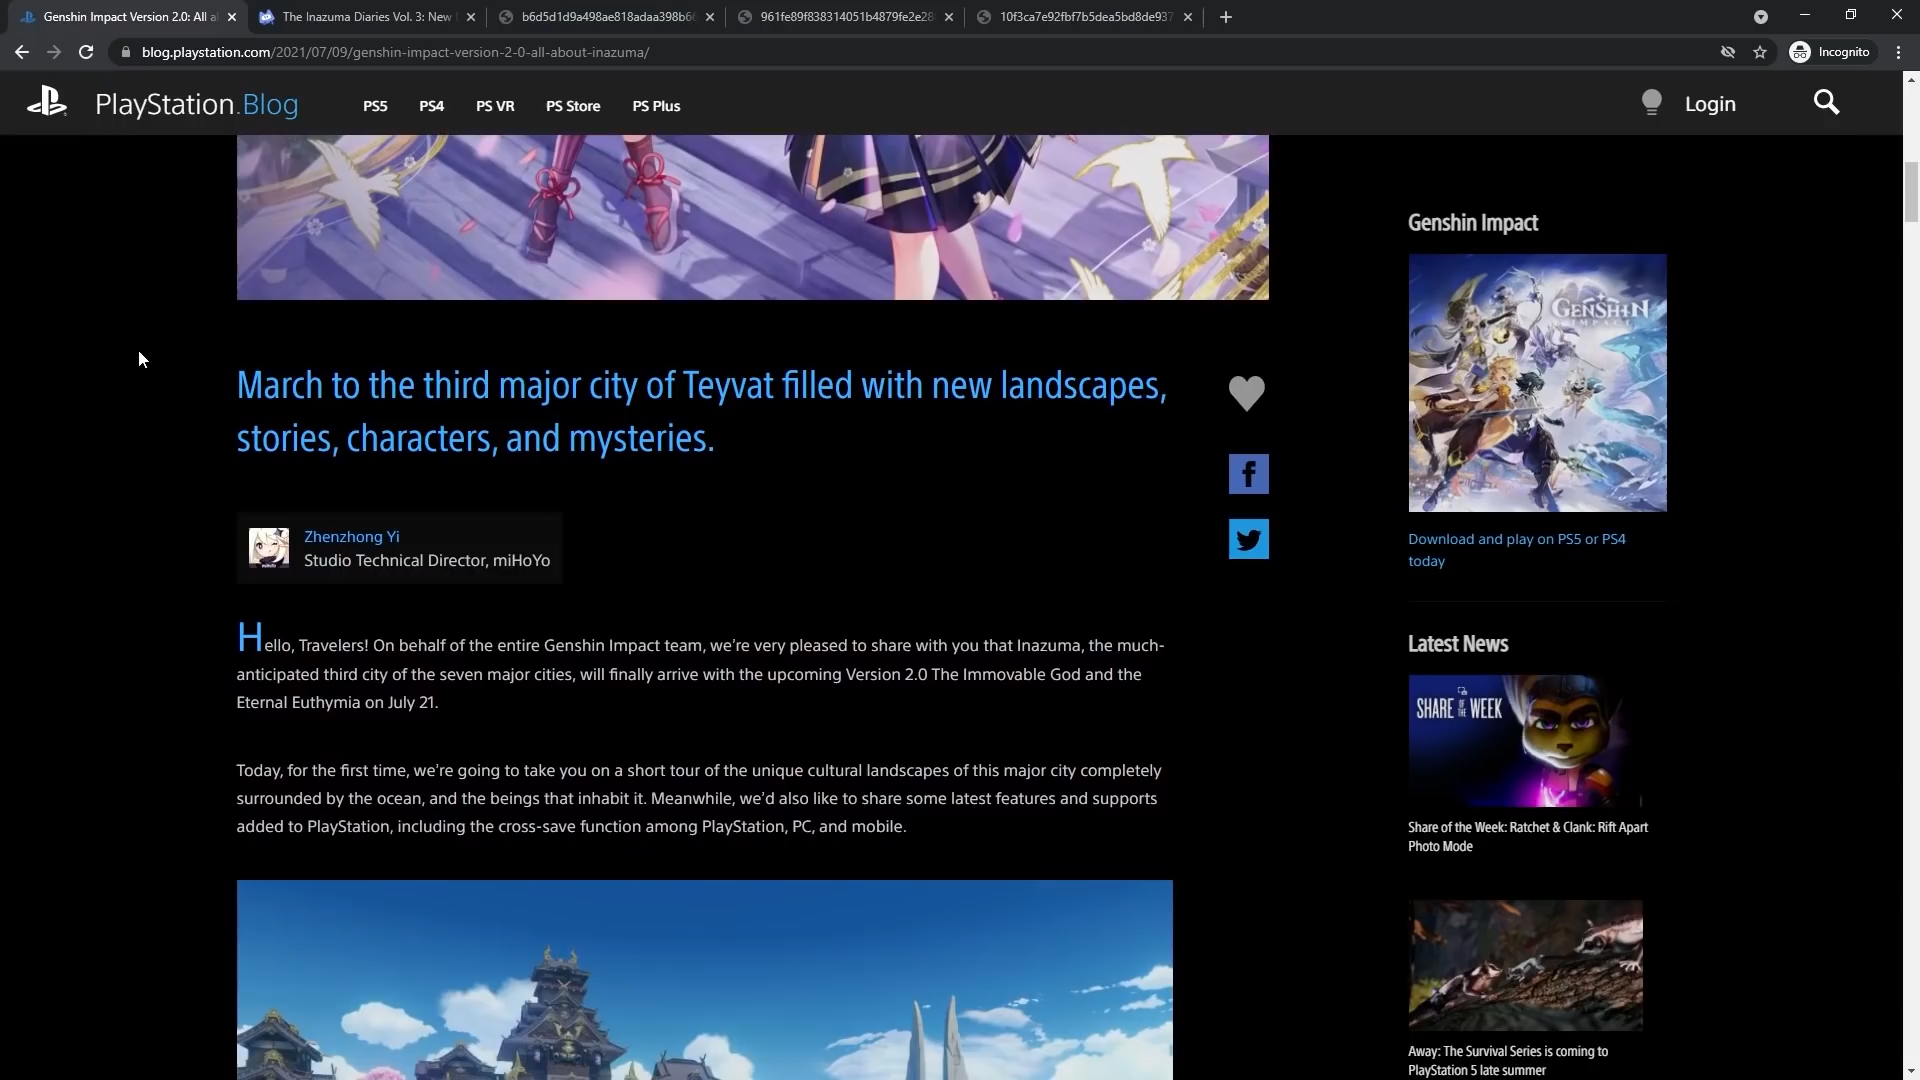 Genshin Impact Version 2.0: All a
The Inazuma Diaries Vol. 3: New
b6d5d1d9a498ae818adaa398b6
961fe89f838314051b4879fe2e28
10f3ca7e92fbf7b5dea5bd8de937
blog.playstation.com/2021/07/09/genshin-impact-version-2-0-all-about-inazuma/
Incognito
PlayStation.Blog
PS5
PS4
PS VR
PS Store
PS Plus
Login
March to the third major city of Teyvat filled with new landscapes,
stories, characters, and mysteries.
Zhenzhong Yi
Studio Technical Director, miHoYo
Hello, Travelers! On behalf of the entire Genshin Impact team, we’re very pleased to share with you that Inazuma, the much-
anticipated third city of the seven major cities, will finally arrive with the upcoming Version 2.0 The Immovable God and the
Eternal Euthymia on July 21.
Today, for the first time, we’re going to take you on a short tour of the unique cultural landscapes of this major city completely
surrounded by the ocean, and the beings that inhabit it. Meanwhile, we’d also like to share some latest features and supports
added to PlayStation, including the cross-save function among PlayStation, PC, and mobile.
Genshin Impact
GENSHIN
IMPACT
Download and play on PS5 or PS4
today
Latest News
SHARE OF THE WEEK
Share of the Week: Ratchet & Clank: Rift Apart
Photo Mode
Away: The Survival Series is coming to
PlayStation 5 late summer